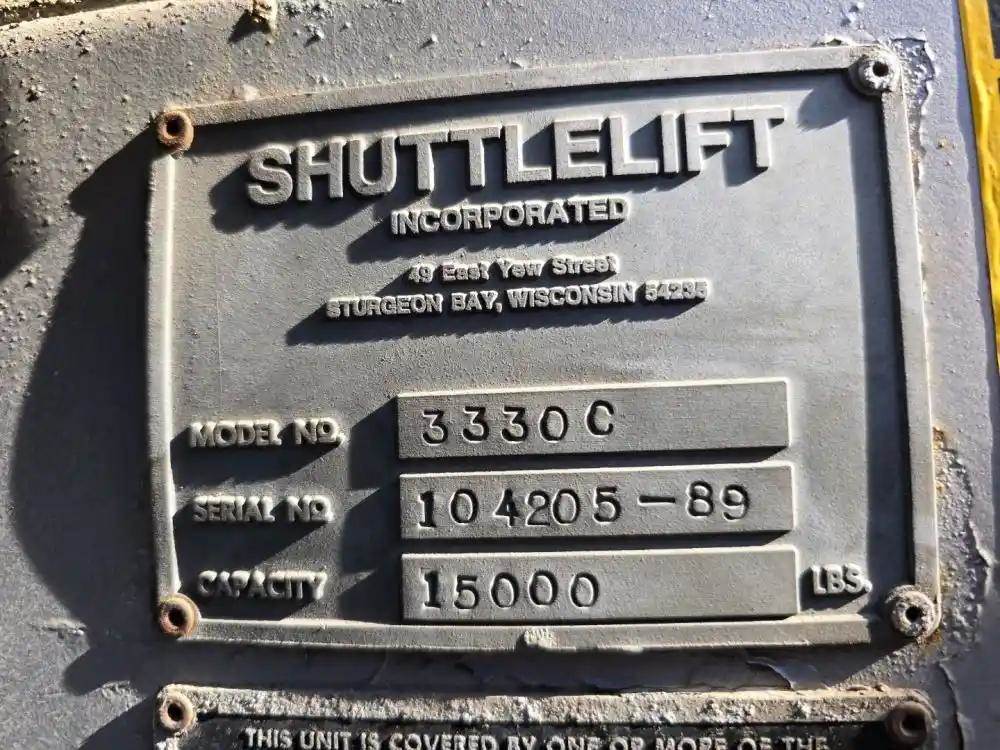 SHUTTLELIFT
INCORPORATED
49 East Yew Street
STURGEON BAY, WISCONSIN 54235
MODEL NO. 3330C
SERIAL NO. 104205-89
CAPACITY 15000 LBS.
THIS UNIT IS COVERED BY ONE OR MORE OF THE